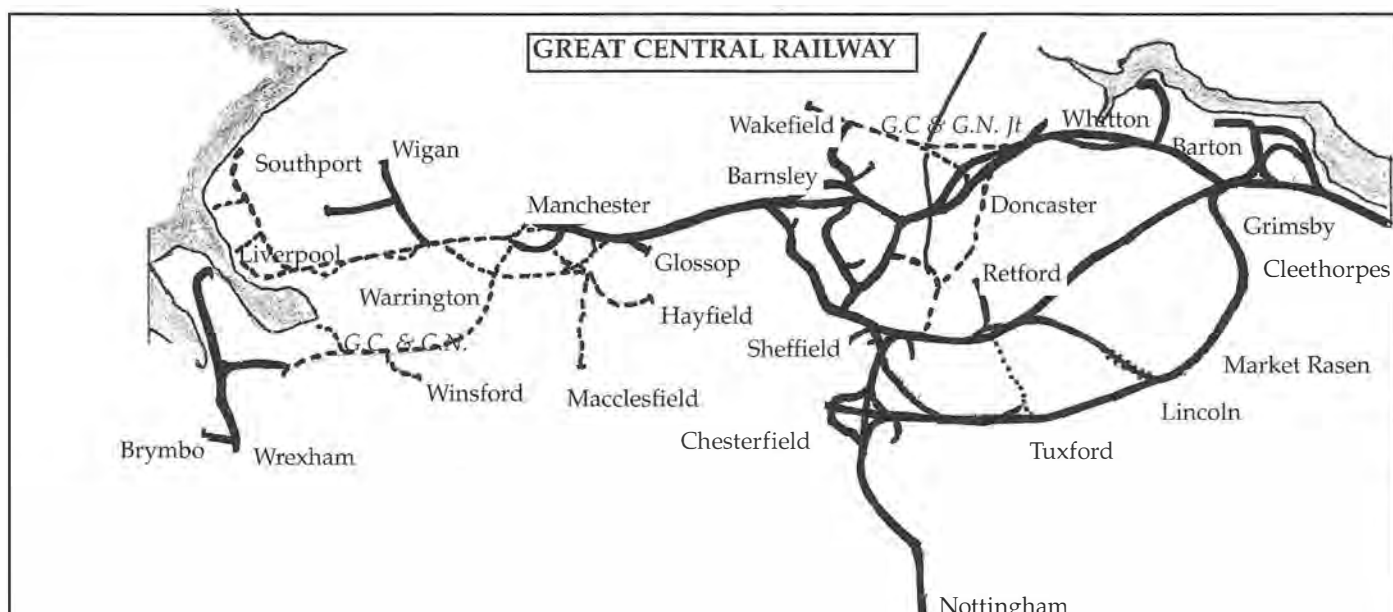 GREAT CENTRAL RAILWAY
Wakefield
G.C & G.N. Jt
Whitton
Southport
Wigan
Barton
Barnsley
Manchester
Doncaster
Grimsby
Liverpool
Glossop
Retford
Cleethorpes
Warrington
Hayfield
Sheffield
G.C. & G.N.
Market Rasen
Winsford
Macclesfield
Lincoln
Brymbo
Wrexham
Chesterfield
Tuxford
Nottingham